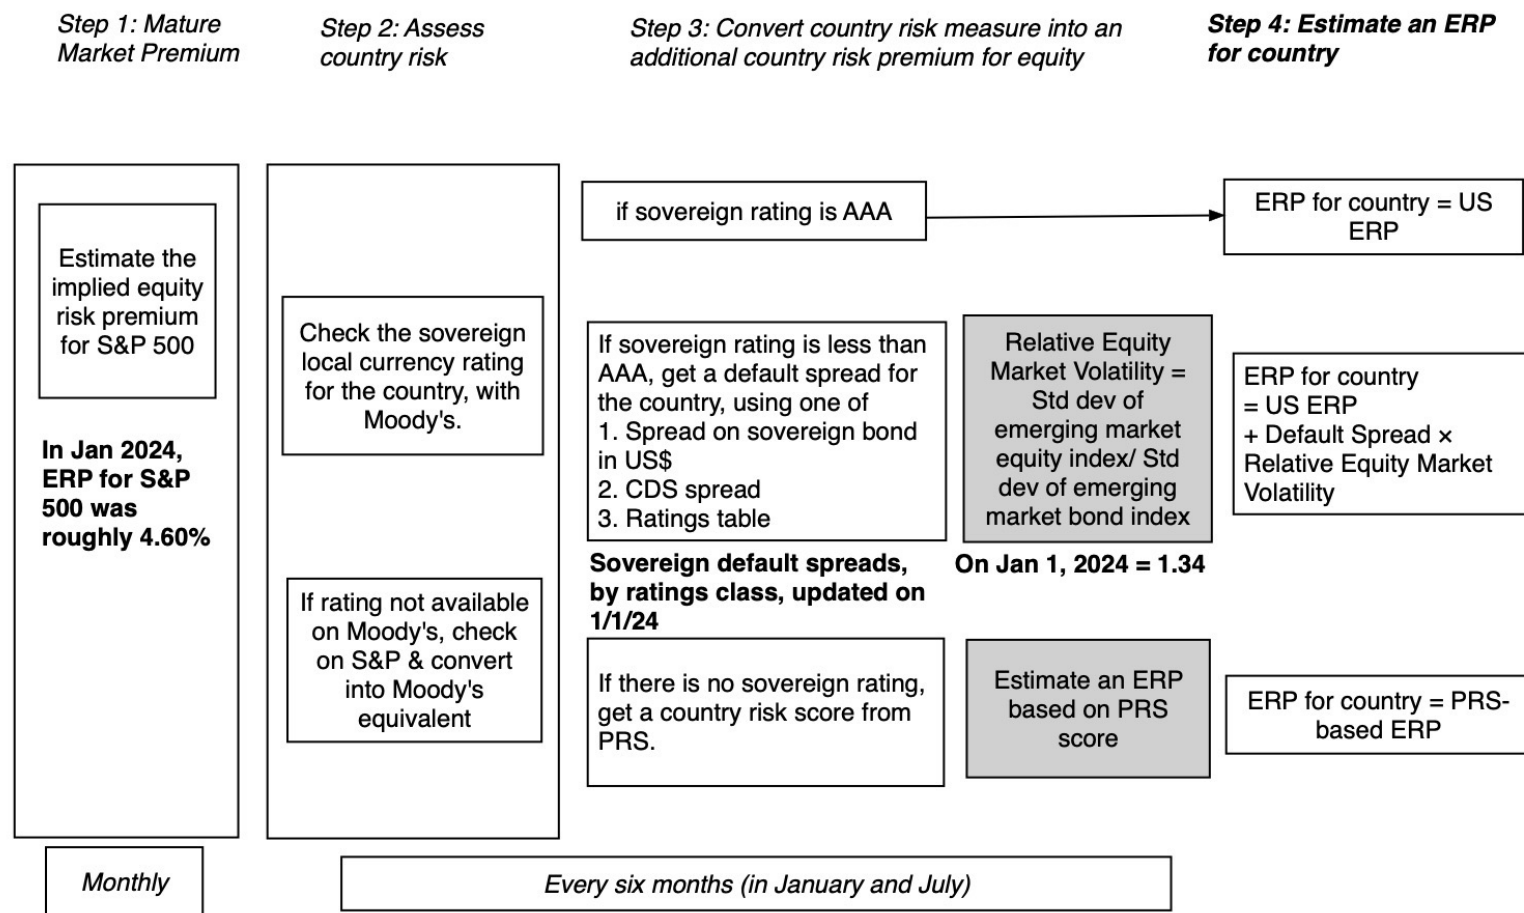 Step 1: Mature
Market Premium
Step 2: Assess
country risk
Step 3: Convert country risk measure into an
additional country risk premium for equity
Step 4: Estimate an ERP
for country
Estimate the
implied equity
risk premium
for S&P 500
In Jan 2024,
ERP for S&P
500 was
roughly 4.60%
Check the sovereign
local currency rating
for the country, with
Moody's.
If rating not available
on Moody's, check
on S&P & convert
into Moody's
equivalent
if sovereign rating is AAA
ERP for country = US
ERP
If sovereign rating is less than
AAA, get a default spread for
the country, using one of
1. Spread on sovereign bond
in US$
2. CDS spread
3. Ratings table
Sovereign default spreads,
by ratings class, updated on
1/1/24
Relative Equity
Market Volatility =
Std dev of
emerging market
equity index/ Std
dev of emerging
market bond index
On Jan 1, 2024 = 1.34
ERP for country
= US ERP
+ Default Spread ×
Relative Equity Market
Volatility
If there is no sovereign rating,
get a country risk score from
PRS.
Estimate an ERP
based on PRS
score
ERP for country = PRS-
based ERP
Monthly
Every six months (in January and July)